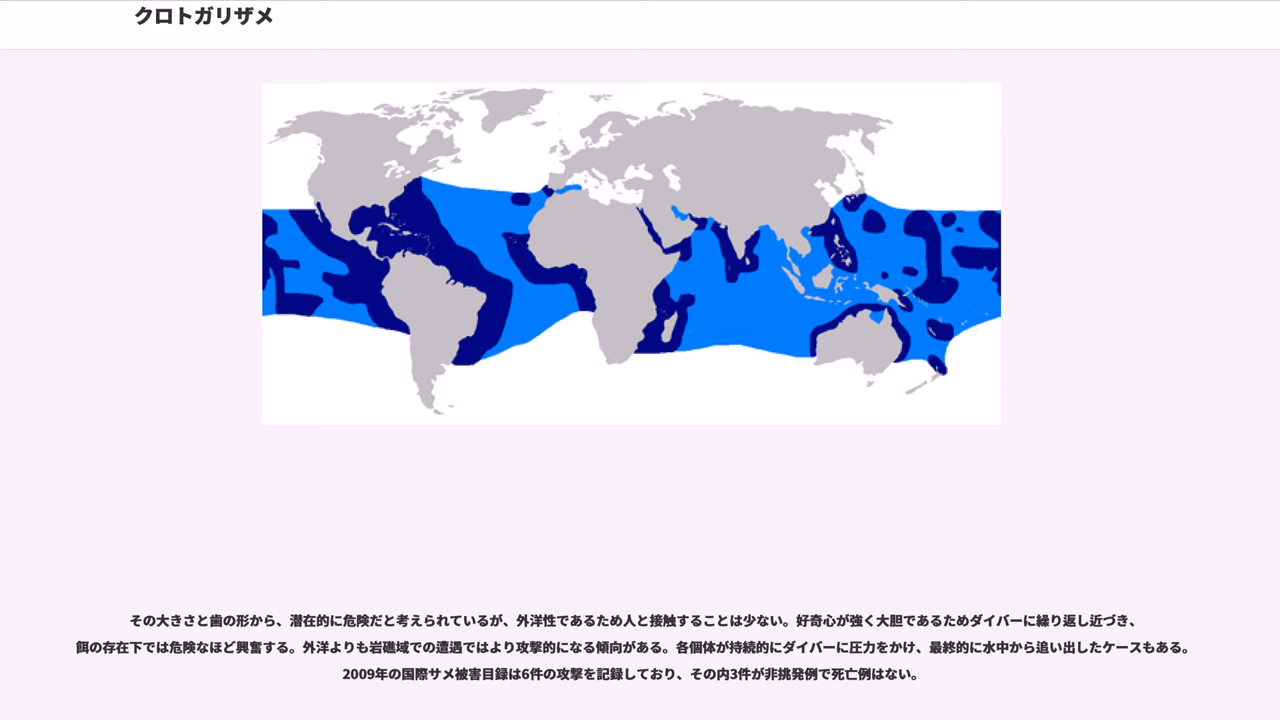 クロトガリザメ
その大きさと歯の形から、潜在的に危険だと考えられているが、外洋性であるため人と接触することは少ない。好奇心が強く大胆であるためダイバーに繰り返し近づき、
餌の存在下では危険なほど興奮する。外洋よりも岩礁域での遭遇ではより攻撃的になる傾向がある。各個体が持続的にダイバーに圧力をかけ、最終的に水中から追い出したケースもある。
2009年の国際サメ被害目録は6件の攻撃を記録しており、その内3件が非挑発例で死亡例はない。